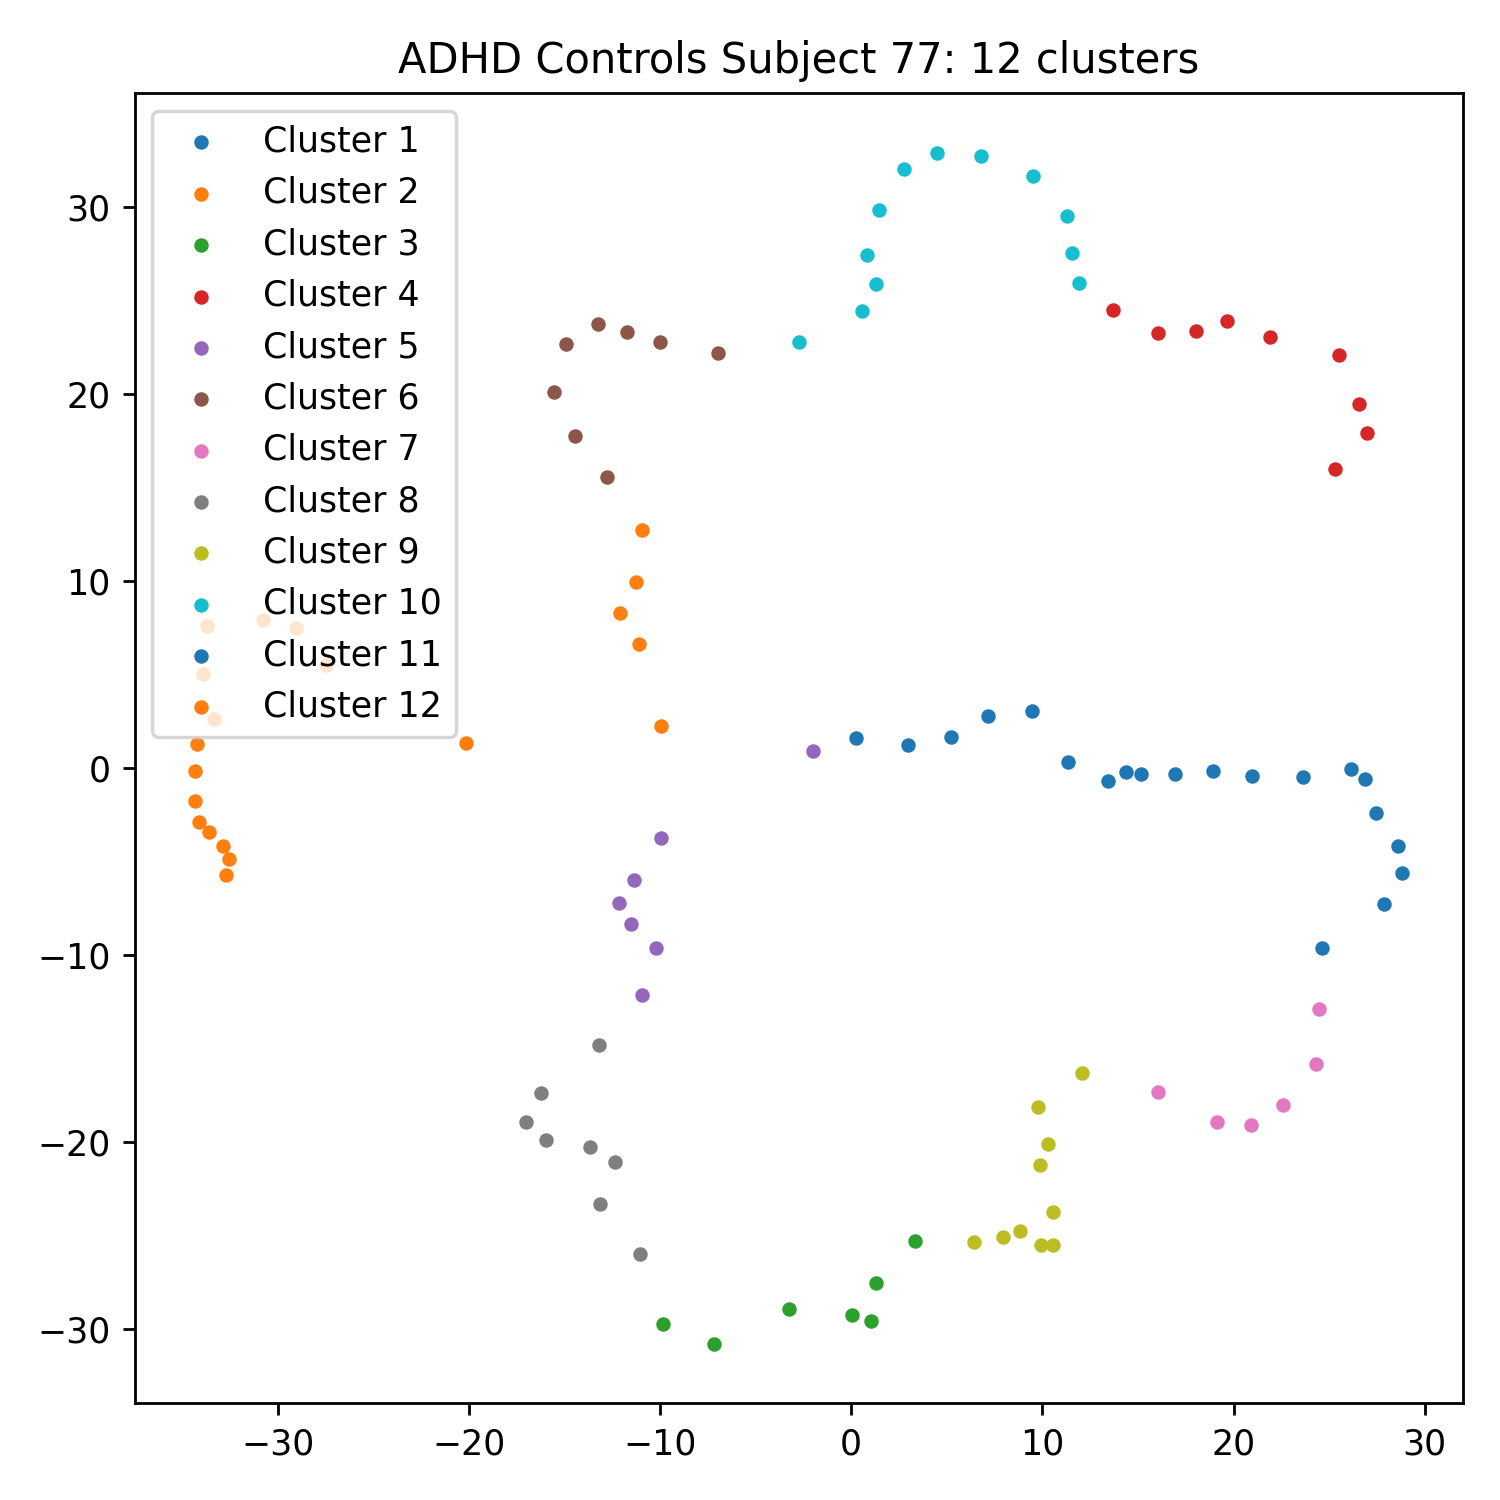 ADHD Controls Subject 77: 12 clusters
Cluster 1
Cluster 2
Cluster 3
Cluster 4
Cluster 5
Cluster 6
Cluster 7
Cluster 8
Cluster 9
Cluster 10
Cluster 11
Cluster 12
30
20
10
0
−10
−20
−30
−30 −20 −10 0 10 20 30